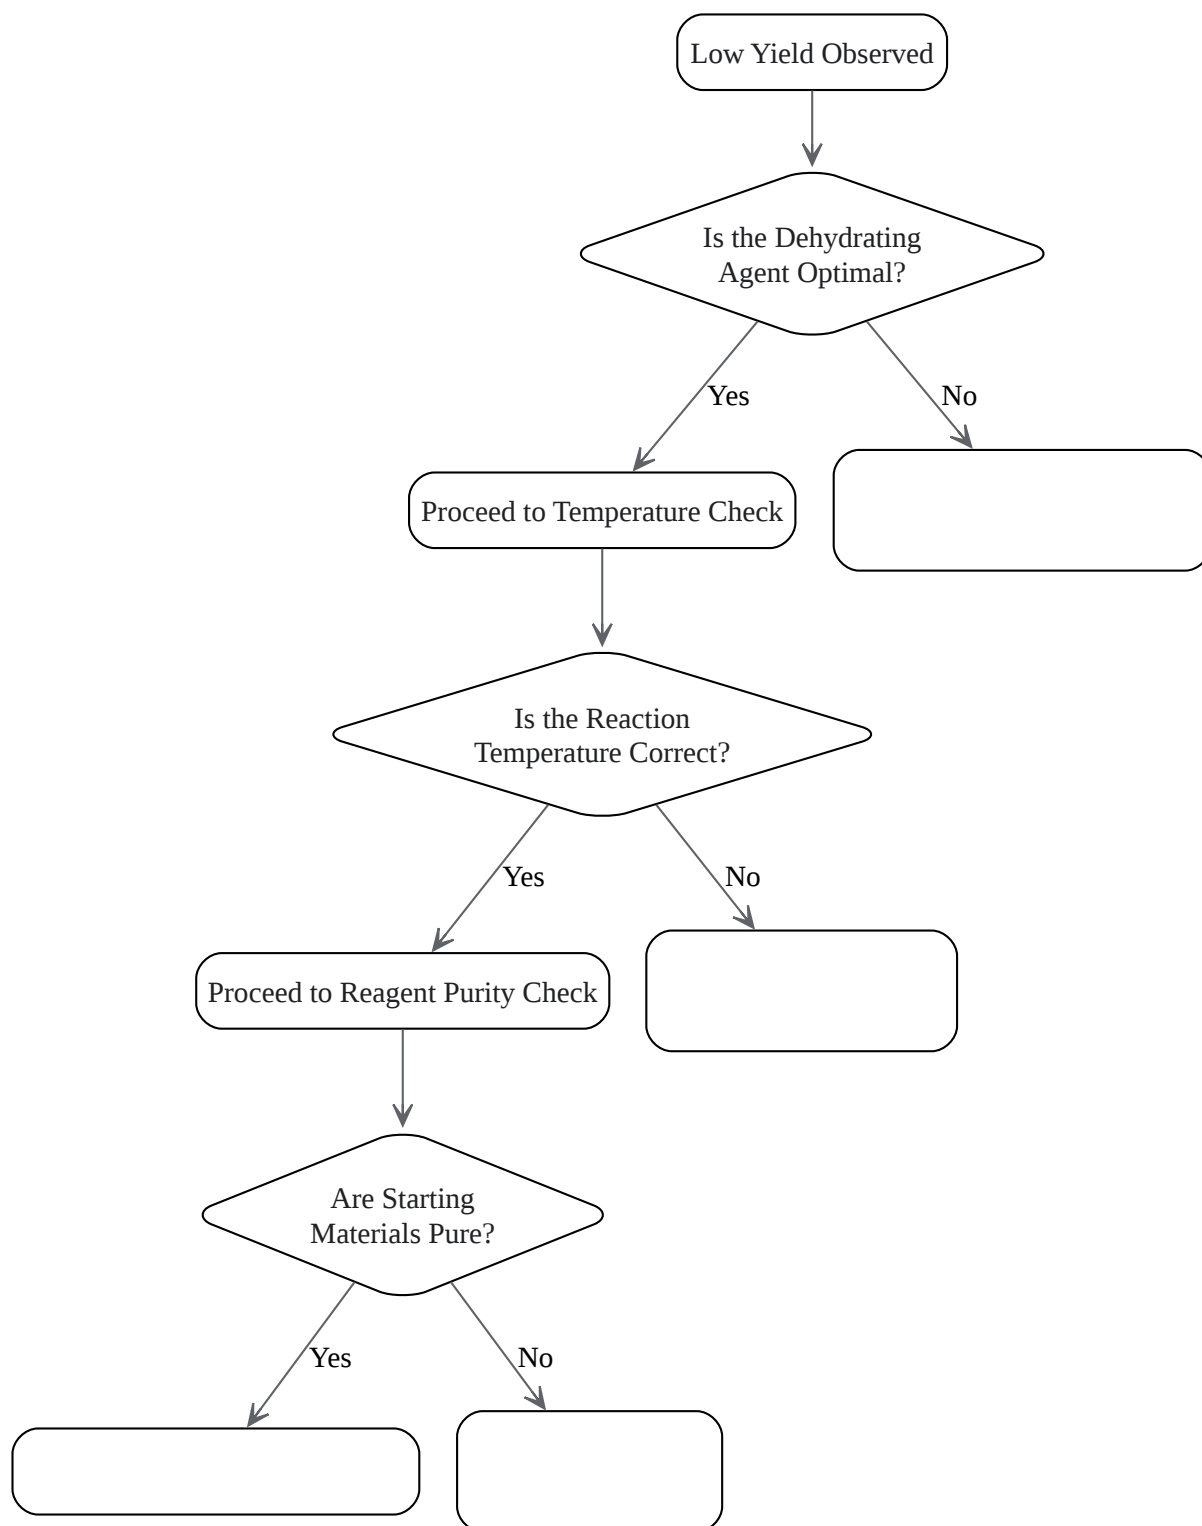 Low Yield Observed
Is the Dehydrating
Agent Optimal?
Yes
No
Proceed to Temperature Check
Is the Reaction
Temperature Correct?
Yes
No
Proceed to Reagent Purity Check
Are Starting
Materials Pure?
Yes
No